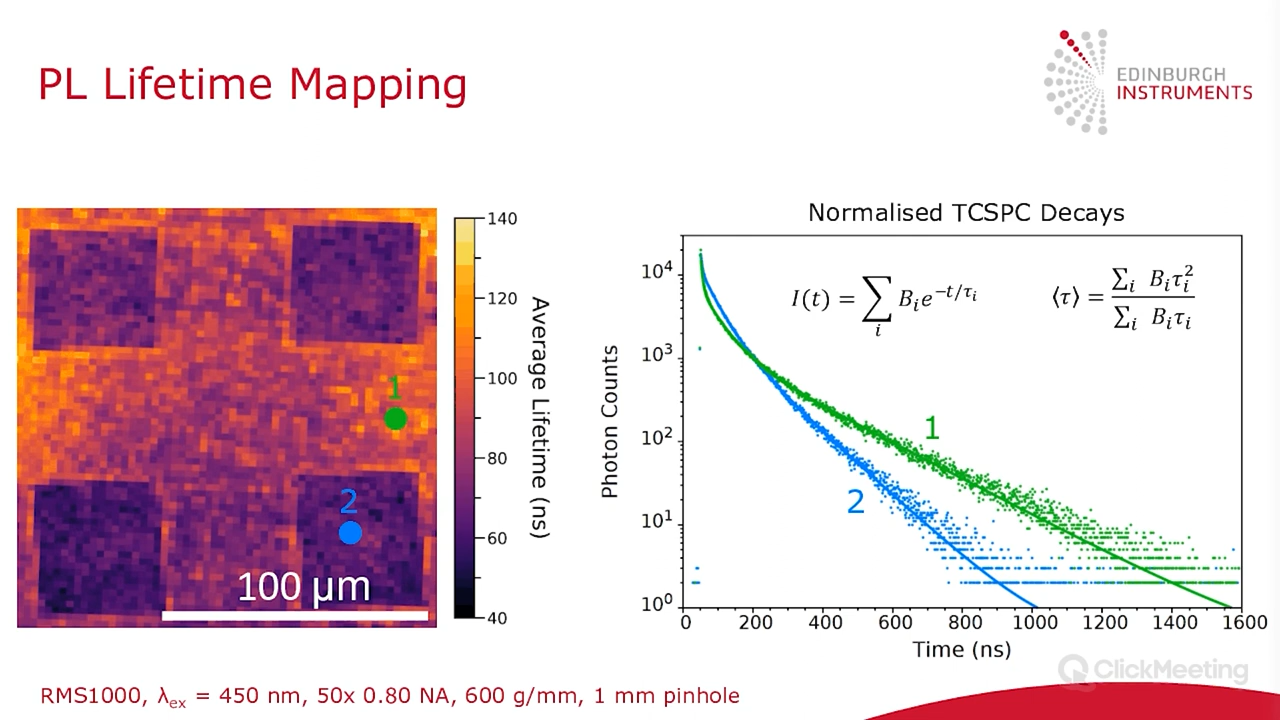 PL Lifetime Mapping
EDINBURGH
INSTRUMENTS
1
2
100 µm
140
120
100
80
60
40
Average Lifetime (ns)
Normalised TCSPC Decays
I(t) = ∑ᵢ Bᵢe^(−t/τᵢ)
⟨τ⟩ = ∑ᵢ Bᵢτᵢ² / ∑ᵢ Bᵢτᵢ
Photon Counts
10⁴
10³
10²
10¹
10⁰
1
2
0 200 400 600 800 1000 1200 1400 1600
Time (ns)
ClickMeeting
RMS1000, λex = 450 nm, 50x 0.80 NA, 600 g/mm, 1 mm pinhole